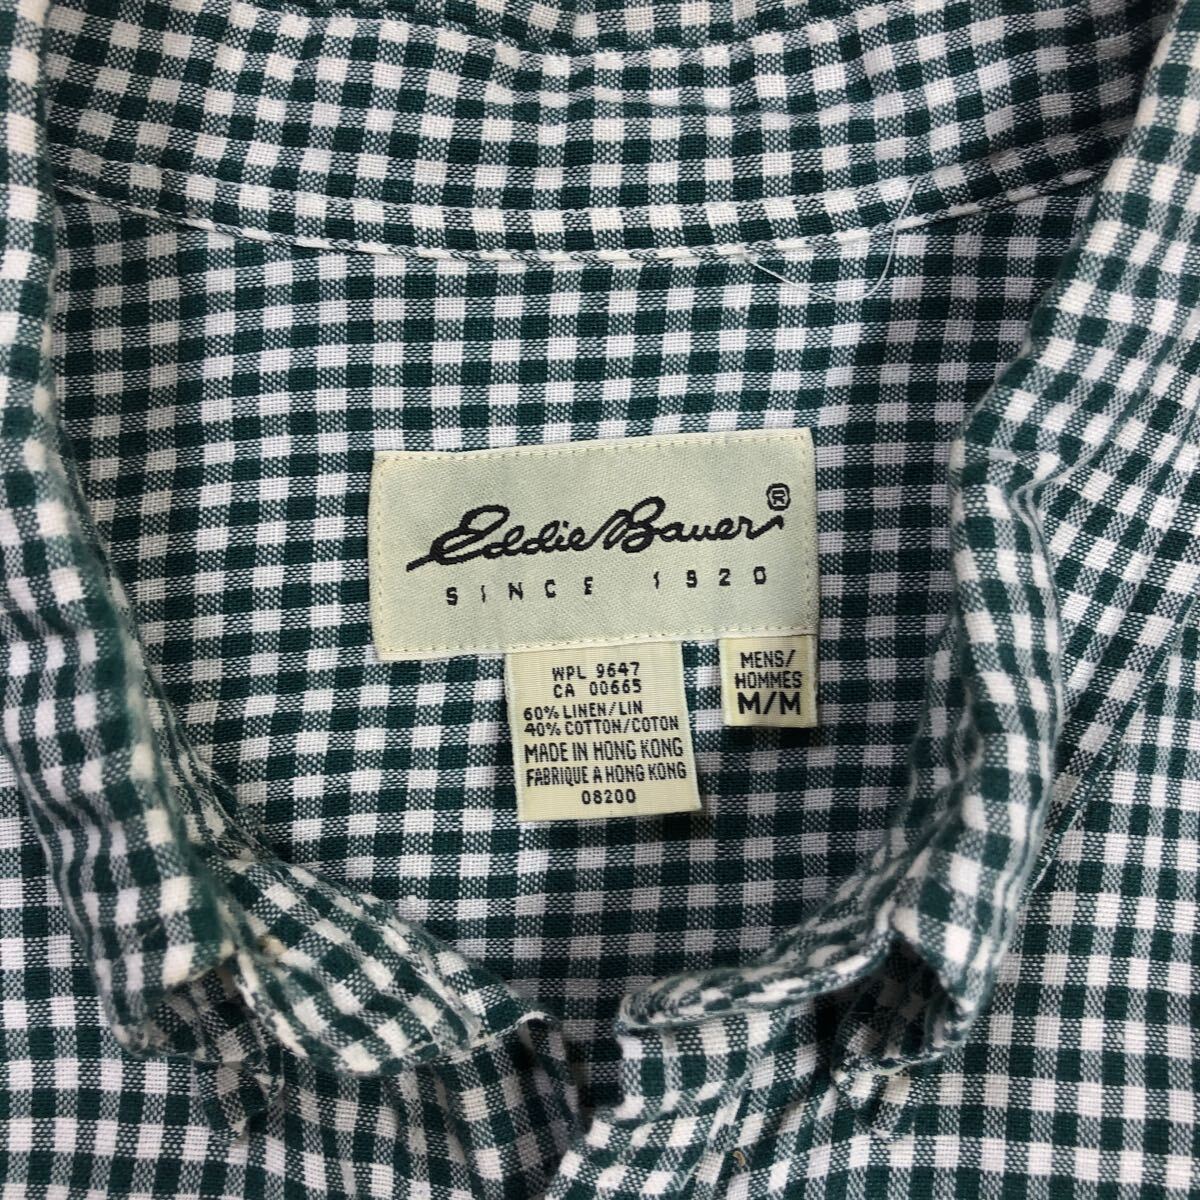 Eddie Bauer ®
SINCE 1920
WPL 9647
CA 00665
60% LINEN/LIN
40% COTTON/COTON
MADE IN HONG KONG
FABRIQUE A HONG KONG
08200
MENS/
HOMMES
M/M